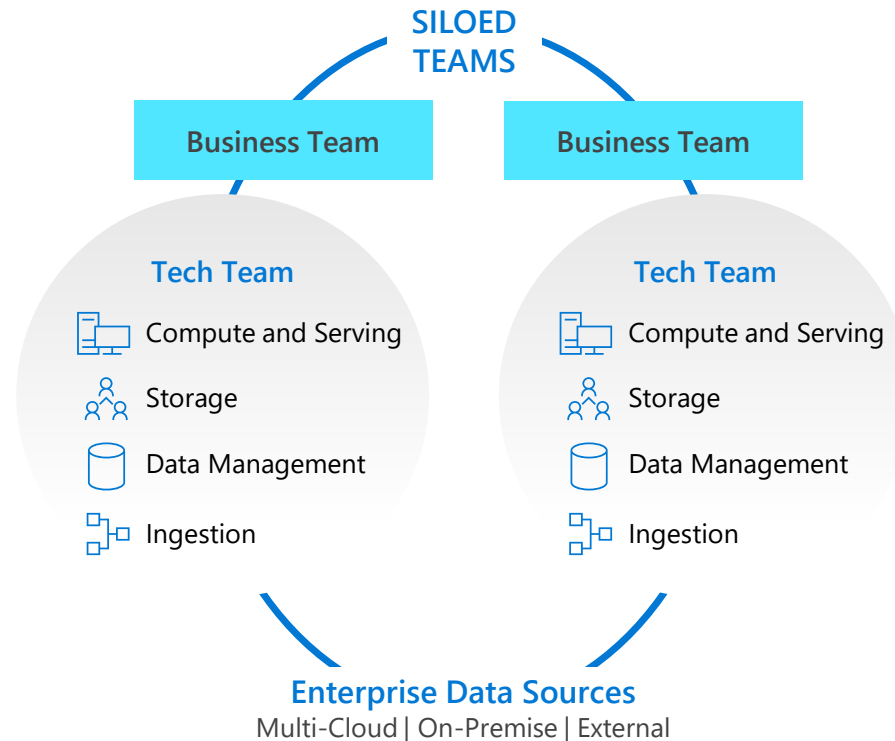 SILOED
TEAMS
Business Team
Business Team
Tech Team
Compute and Serving
Storage
Data Management
Ingestion
Tech Team
Compute and Serving
Storage
Data Management
Ingestion
Enterprise Data Sources
Multi-Cloud | On-Premise | External